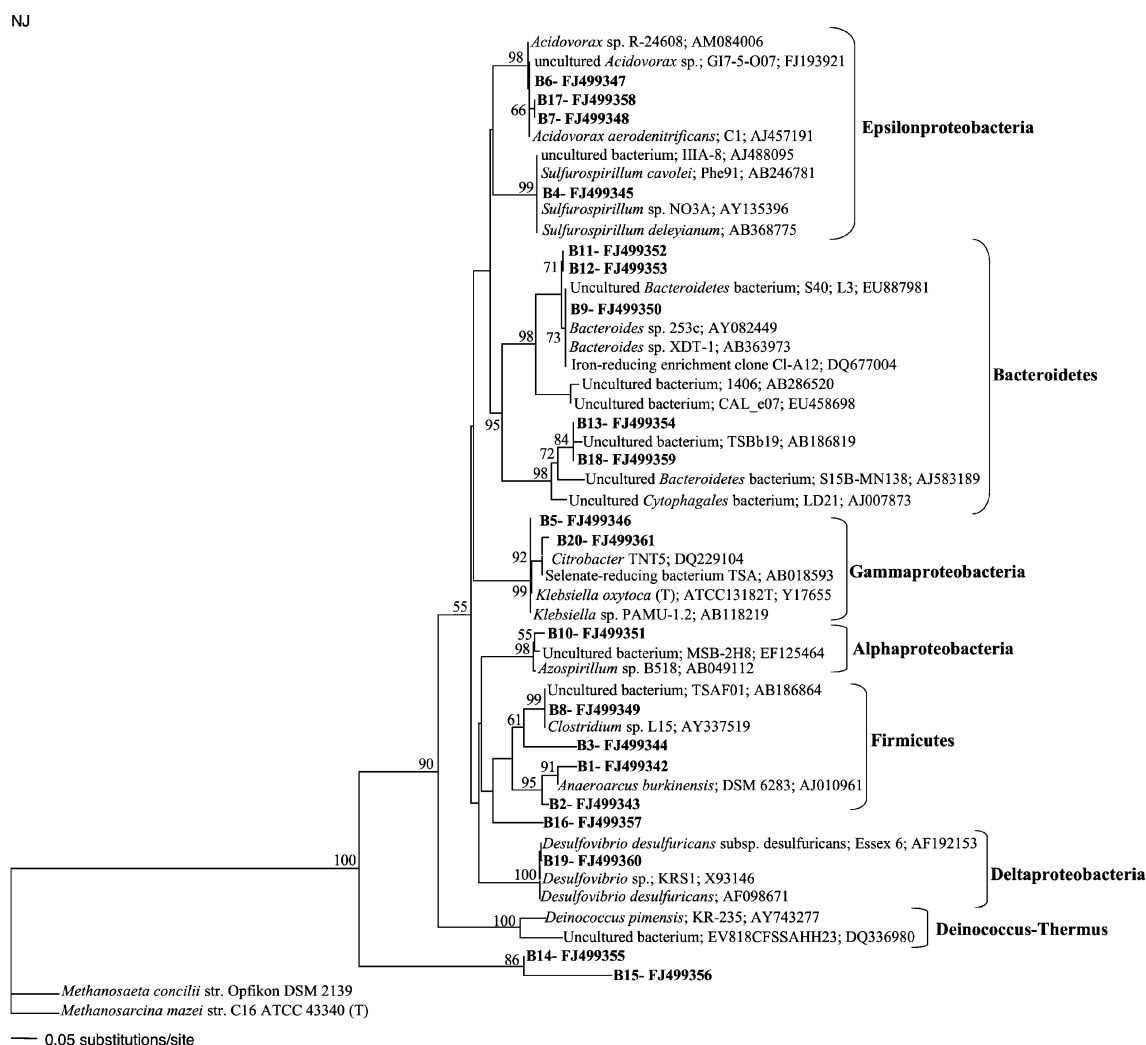 NJ
Acidovorax sp. R-24608; AM084006
98
uncultured Acidovorax sp.; GI7-5-O07; FJ193921
B6- FJ499347
B17- FJ499358
66
B7- FJ499348
Epsilonproteobacteria
Acidovorax aerodenitrificans; C1; AJ457191
uncultured bacterium; IIIA-8; AJ488095
Sulfurospirillum cavolei; Phe91; AB246781
99
B4- FJ499345
Sulfurospirillum sp. NO3A; AY135396
Sulfurospirillum deleyianum; AB368775
B11- FJ499352
71
B12- FJ499353
Uncultured Bacteroidetes bacterium; S40; L3; EU887981
B9- FJ499350
98
73
Bacteroides sp. 253c; AY082449
Bacteroides sp. XDT-1; AB363973
Iron-reducing enrichment clone Cl-A12; DQ677004
Bacteroidetes
Uncultured bacterium; 1406; AB286520
Uncultured bacterium; CAL_e07; EU458698
95
B13- FJ499354
84
Uncultured bacterium; TSBb19; AB186819
72
B18- FJ499359
98
Uncultured Bacteroidetes bacterium; S15B-MN138; AJ583189
Uncultured Cytophagales bacterium; LD21; AJ007873
B5- FJ499346
B20- FJ499361
92
Citrobacter TNT5; DQ229104
Gammaproteobacteria
Selenate-reducing bacterium TSA; AB018593
99
Klebsiella oxytoca (T); ATCC13182T; Y17655
Klebsiella sp. PAMU-1.2; AB118219
55
55
B10- FJ499351
98
Uncultured bacterium; MSB-2H8; EF125464
Alphaproteobacteria
Azospirillum sp. B518; AB049112
Uncultured bacterium; TSAF01; AB186864
99
B8- FJ499349
61
Clostridium sp. L15; AY337519
Firmicutes
B3- FJ499344
90
91
B1- FJ499342
95
Anaeroarcus burkinensis; DSM 6283; AJ010961
B2- FJ499343
B16- FJ499357
Desulfovibrio desulfuricans subsp. desulfuricans; Essex 6; AF192153
100
B19- FJ499360
100
Desulfovibrio sp.; KRS1; X93146
Deltaproteobacteria
Desulfovibrio desulfuricans; AF098671
100
Deinococcus pimensis; KR-235; AY743277
Deinococcus-Thermus
Uncultured bacterium; EV818CFSSAHH23; DQ336980
86
B14- FJ499355
B15- FJ499356
Methanosaeta concilii str. Opfikon DSM 2139
Methanosarcina mazei str. C16 ATCC 43340 (T)
0.05 substitutions/site